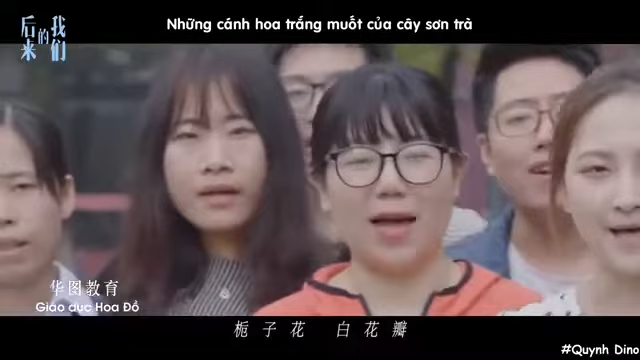 Những cánh hoa trắng muốt của cây sơn trà
后来的我们
华图教育
Giáo dục Hoa Đồ
栀子花 白花瓣
#Quynh Dino